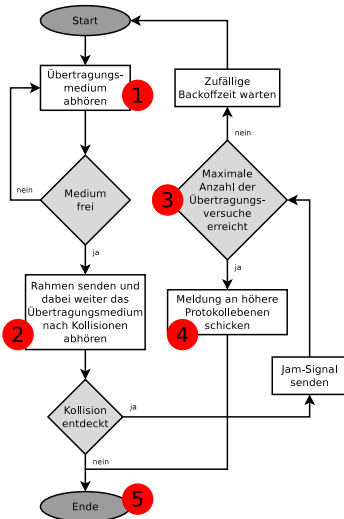 Start
Übertragungs-
medium
abhören
1
nein
Medium
frei
ja
Rahmen senden und
dabei weiter das
Übertragungsmedium
nach Kollisionen
abhören
2
Kollision
entdeckt
ja
nein
Ende
5
Zufällige
Backoffzeit warten
nein
Maximale
Anzahl der
Übertragungs-
versuche
erreicht
3
ja
Meldung an höhere
Protokollebenen
schicken
4
Jam-Signal
senden